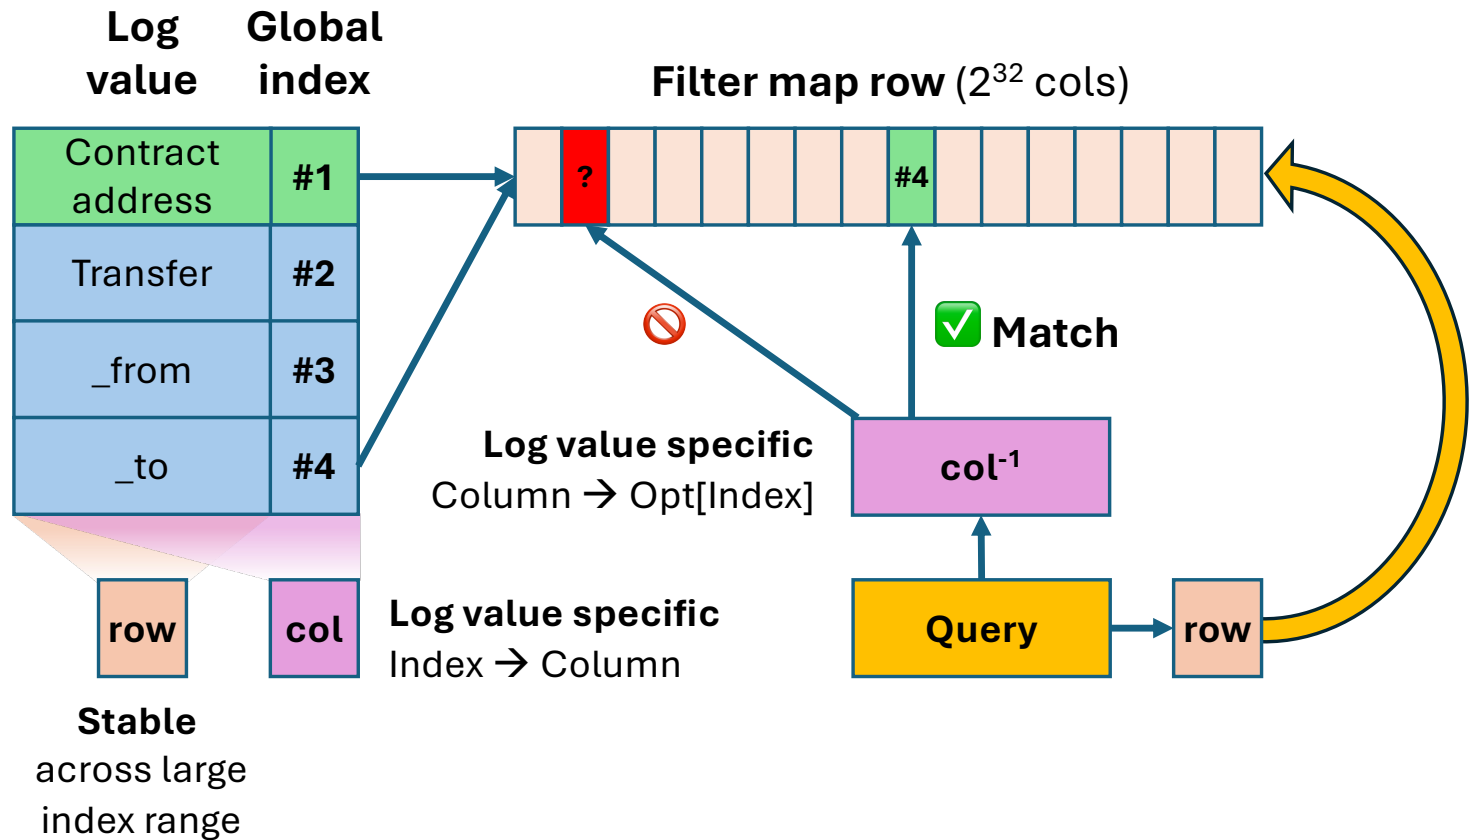 Log
value
Global
index
Filter map row (2³² cols)
Contract
address
#1
Transfer
#2
_from
#3
_to
#4
?
#4
Match
Log value specific
Column → Opt[Index]
col⁻¹
row
col
Log value specific
Index → Column
Query
row
Stable
across large
index range